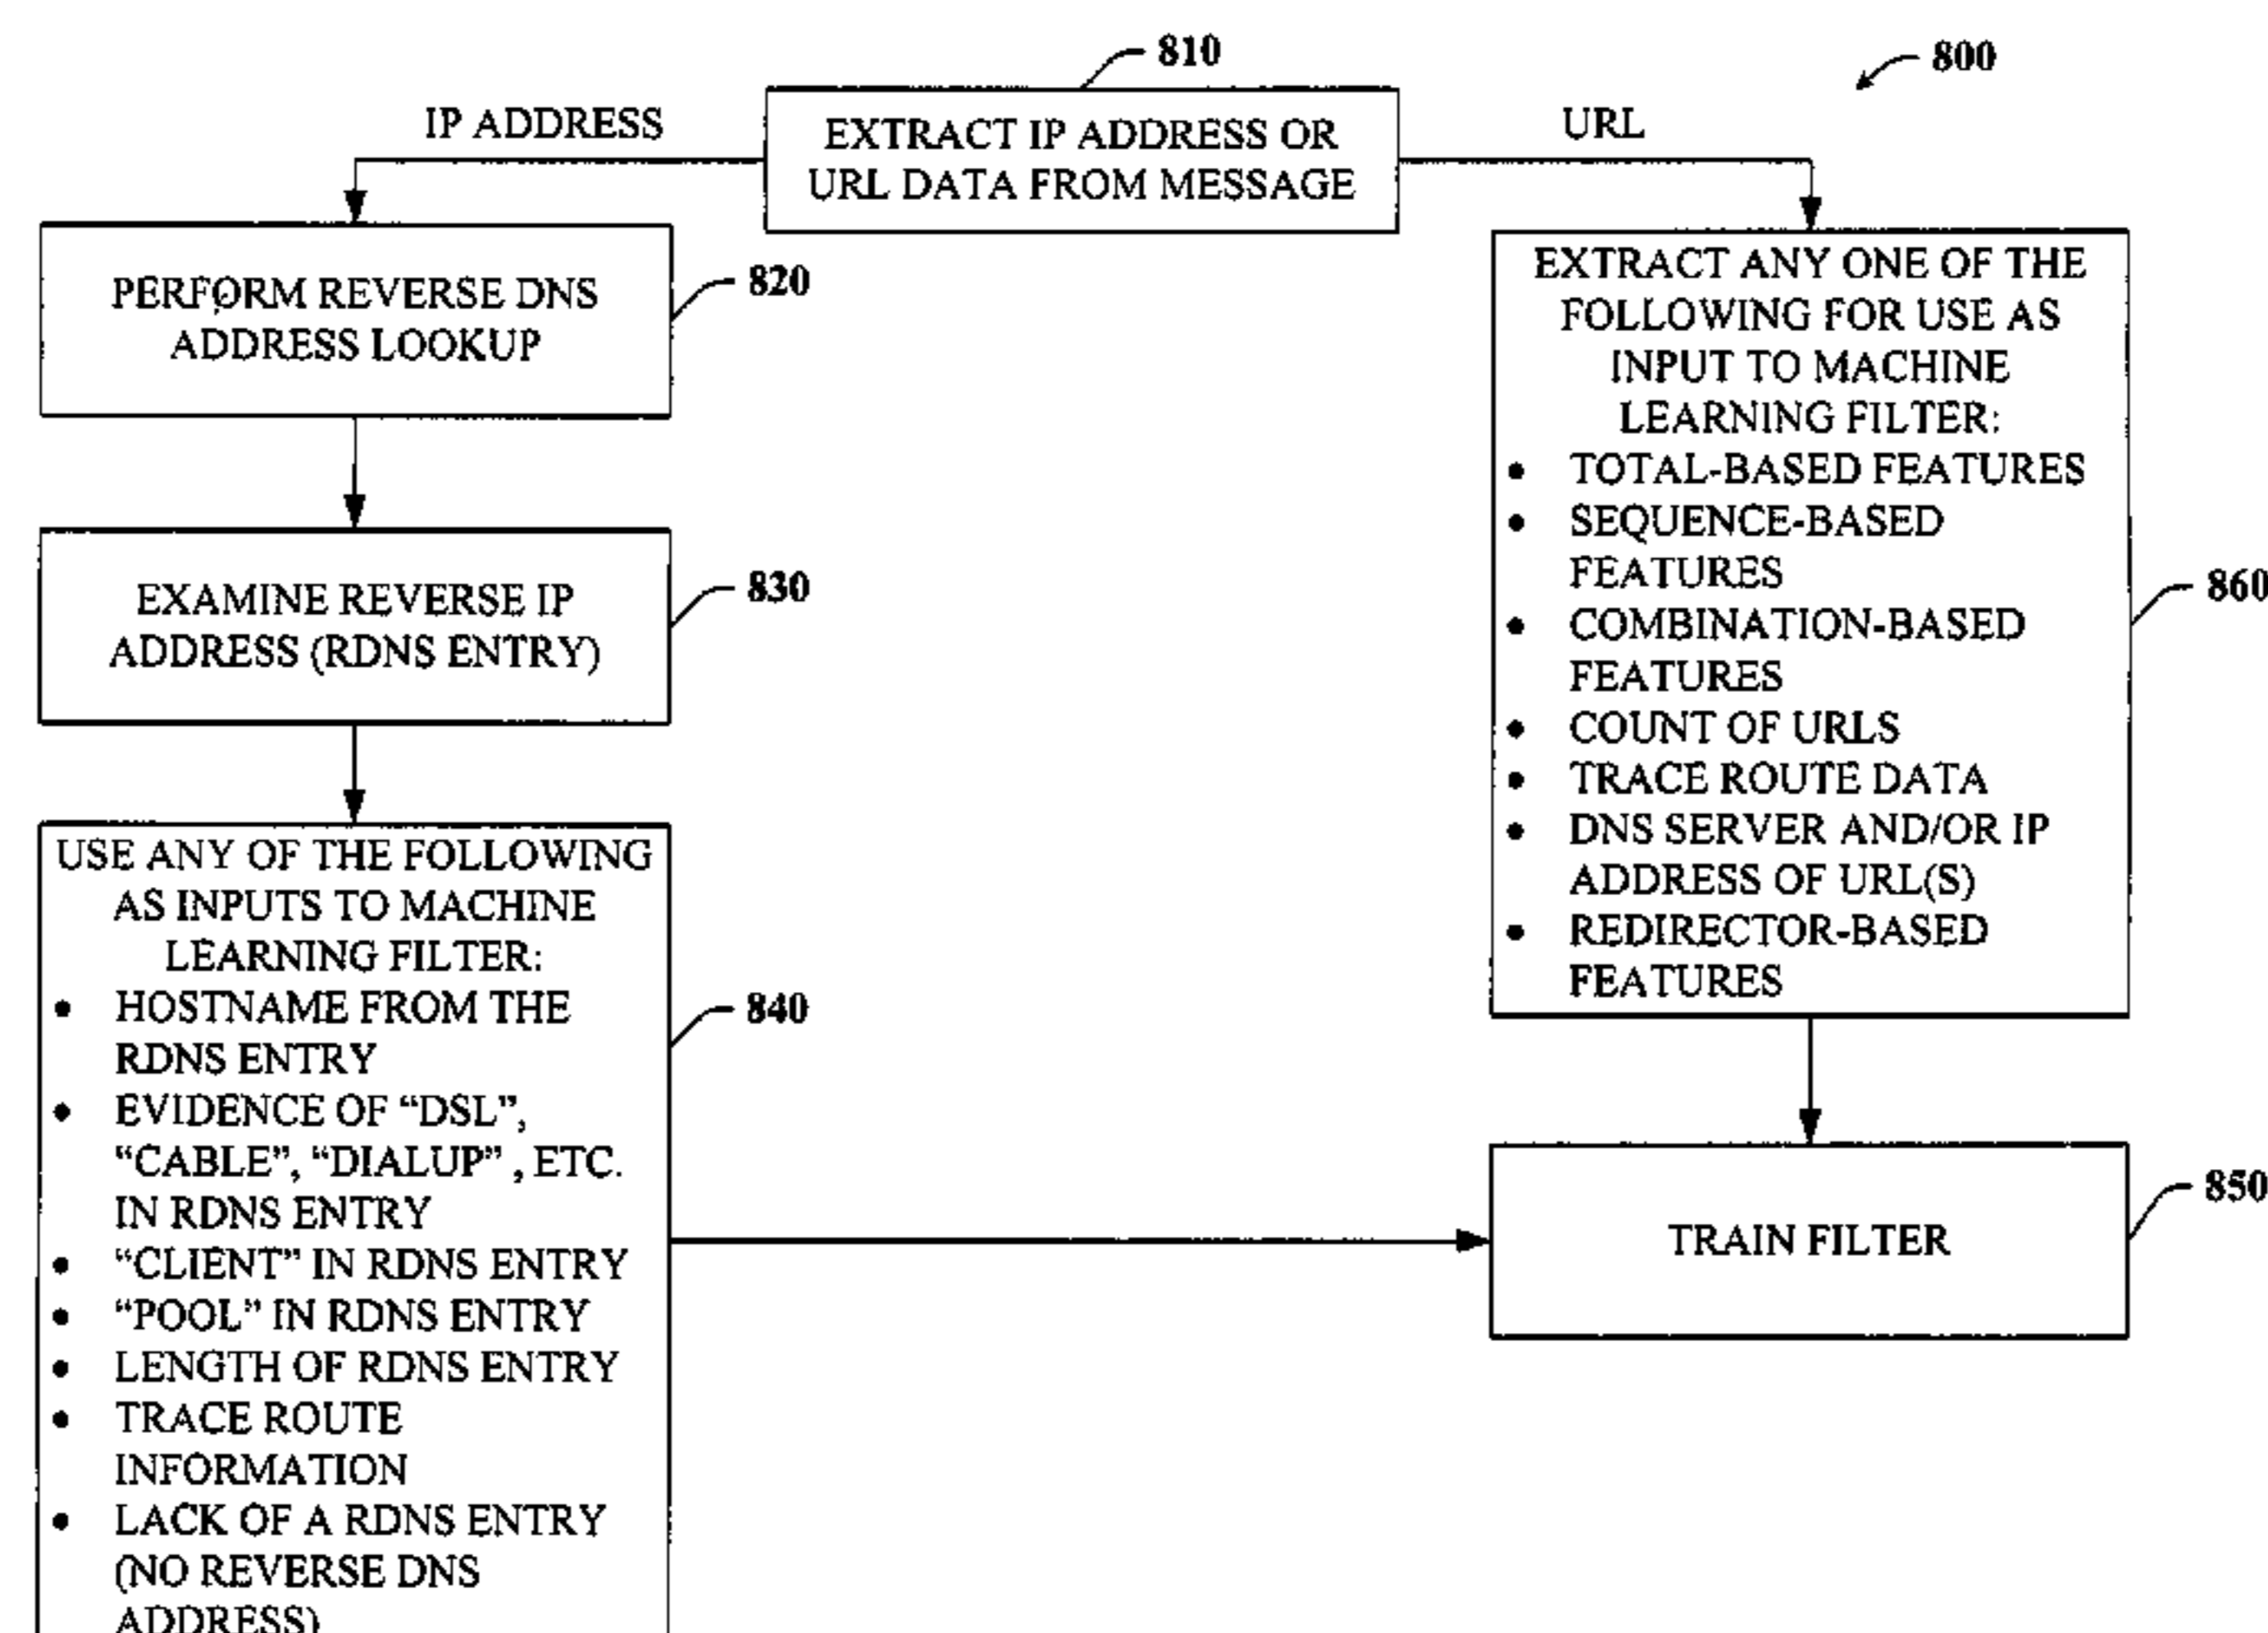 810
800
IP ADDRESS
EXTRACT IP ADDRESS OR
URL DATA FROM MESSAGE
URL
PERFORM REVERSE DNS
ADDRESS LOOKUP
820
EXAMINE REVERSE IP
ADDRESS (RDNS ENTRY)
830
USE ANY OF THE FOLLOWING
AS INPUTS TO MACHINE
LEARNING FILTER:
• HOSTNAME FROM THE
RDNS ENTRY
• EVIDENCE OF “DSL”,
“CABLE”, “DIALUP” , ETC.
IN RDNS ENTRY
• “CLIENT” IN RDNS ENTRY
• “POOL” IN RDNS ENTRY
• LENGTH OF RDNS ENTRY
• TRACE ROUTE
INFORMATION
• LACK OF A RDNS ENTRY
(NO REVERSE DNS
ADDRESS)
840
EXTRACT ANY ONE OF THE
FOLLOWING FOR USE AS
INPUT TO MACHINE
LEARNING FILTER:
• TOTAL-BASED FEATURES
• SEQUENCE-BASED
FEATURES
• COMBINATION-BASED
FEATURES
• COUNT OF URLS
• TRACE ROUTE DATA
• DNS SERVER AND/OR IP
ADDRESS OF URL(S)
• REDIRECTOR-BASED
FEATURES
860
TRAIN FILTER
850